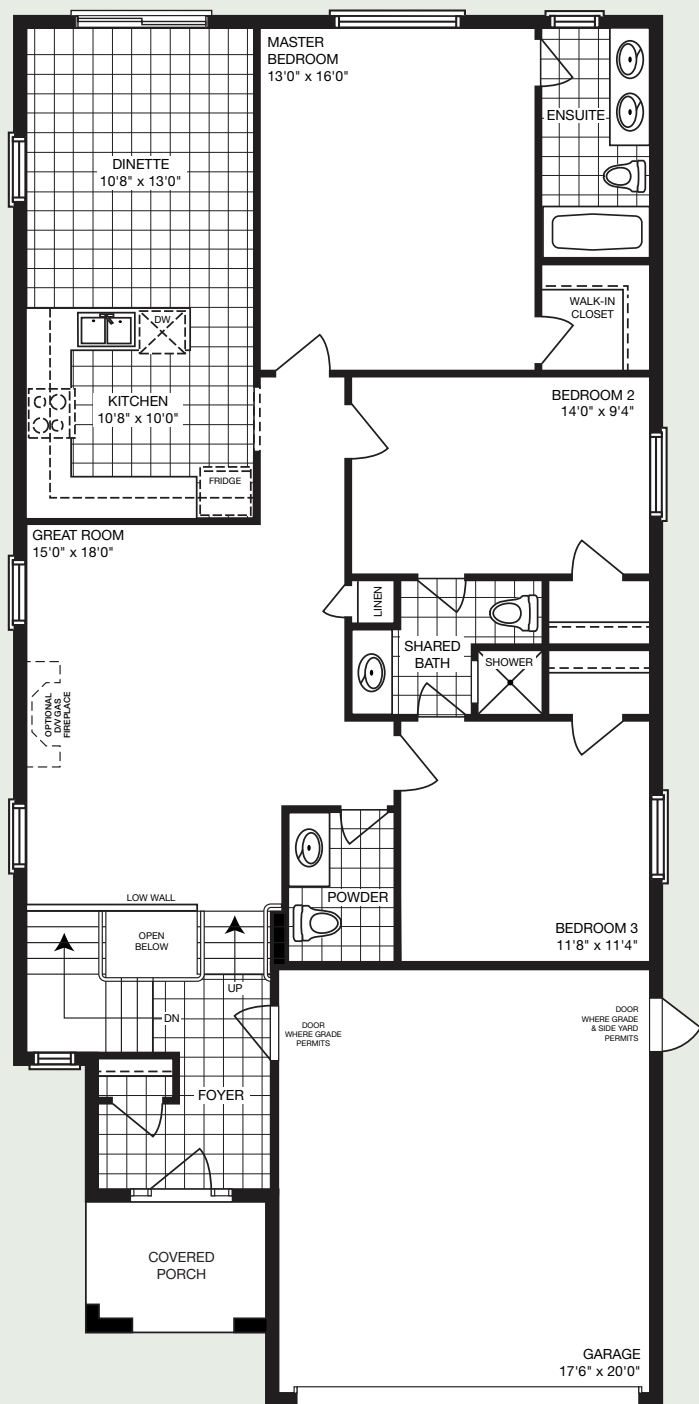 MASTER
BEDROOM
13'0" x 16'0"
ENSUITE
DINETTE
10'8" x 13'0"
WALK-IN
CLOSET
DW
KITCHEN
10'8" x 10'0"
BEDROOM 2
14'0" x 9'4"
FRIDGE
GREAT ROOM
15'0" x 18'0"
LINEN
SHARED
BATH
SHOWER
OPTIONAL
D/V GAS
FIREPLACE
LOW WALL
POWDER
OPEN
BELOW
BEDROOM 3
11'8" x 11'4"
UP
DN
DOOR
WHERE GRADE
PERMITS
DOOR
WHERE GRADE
& SIDE YARD
PERMITS
FOYER
COVERED
PORCH
GARAGE
17'6" x 20'0"